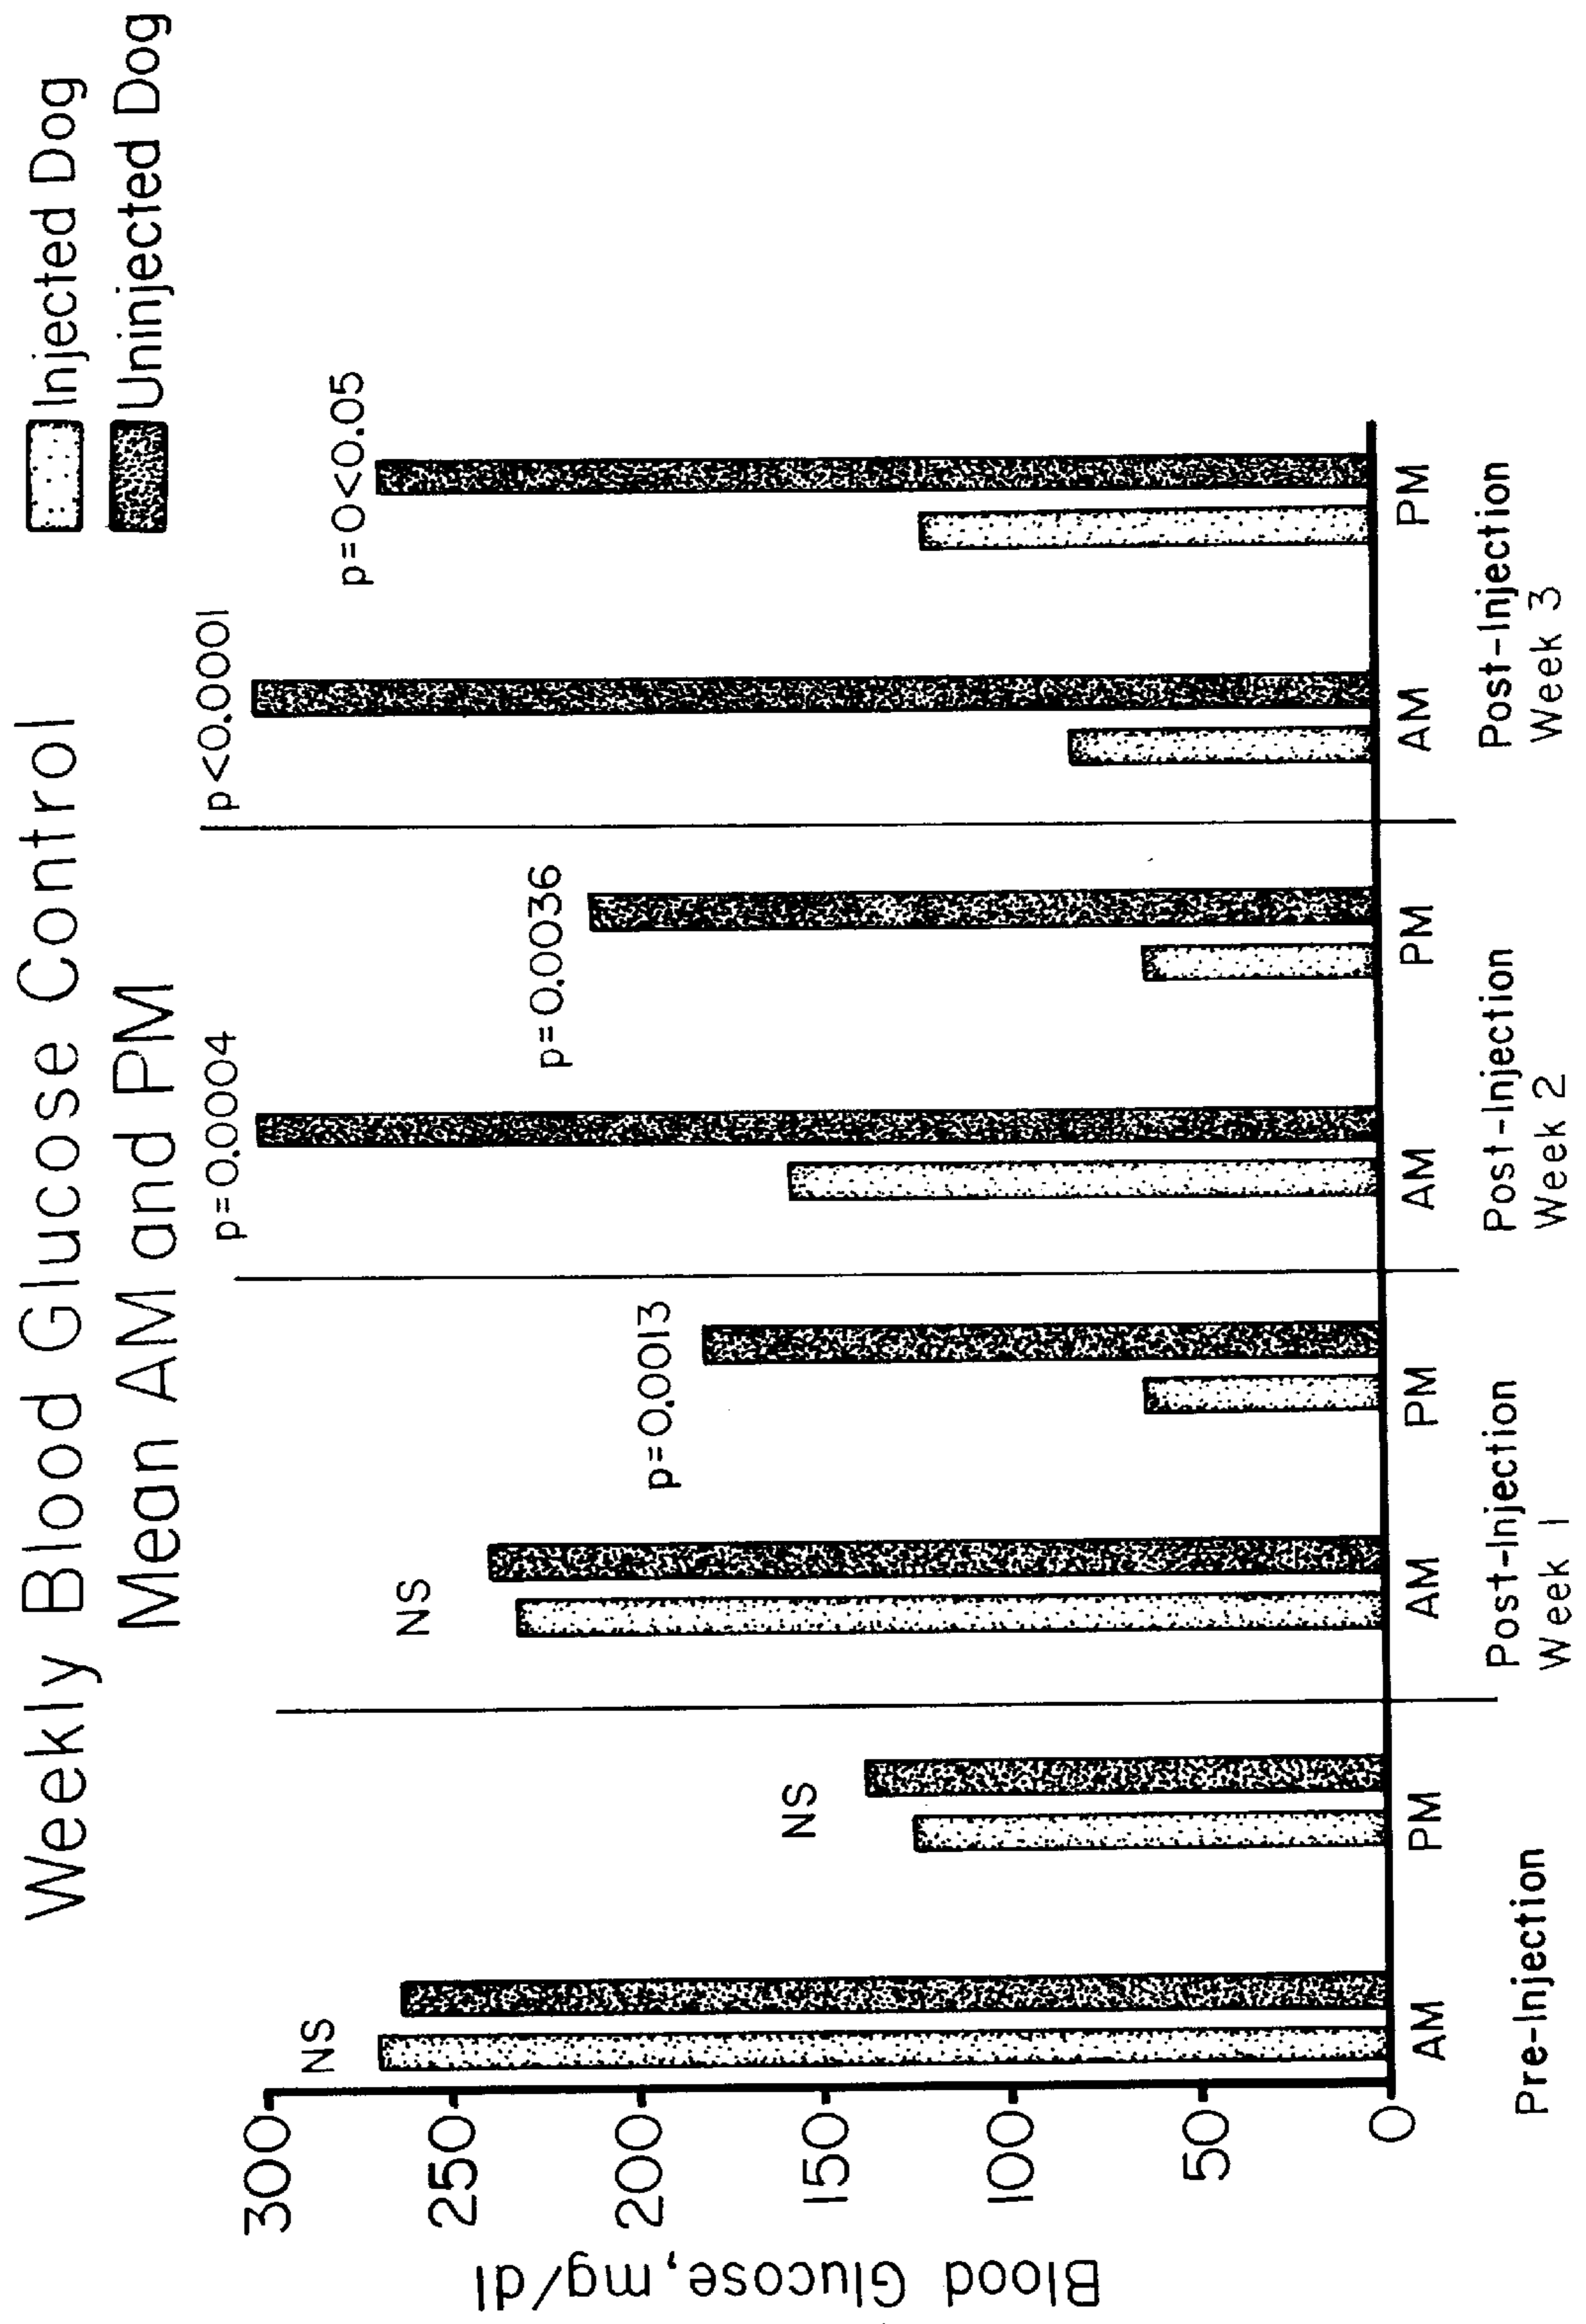 Weekly Blood Glucose Control
Mean AM and PM
Injected Dog
Uninjected Dog
Blood Glucose, mg/dl
300
250
200
150
100
50
0
NS
NS
NS
p=0.0013
p=0.0004
p=0.0036
p<0.0001
p=0<0.05
AM PM AM PM AM PM AM PM
Pre-Injection
Post-Injection
Week 1
Post-Injection
Week 2
Post-Injection
Week 3